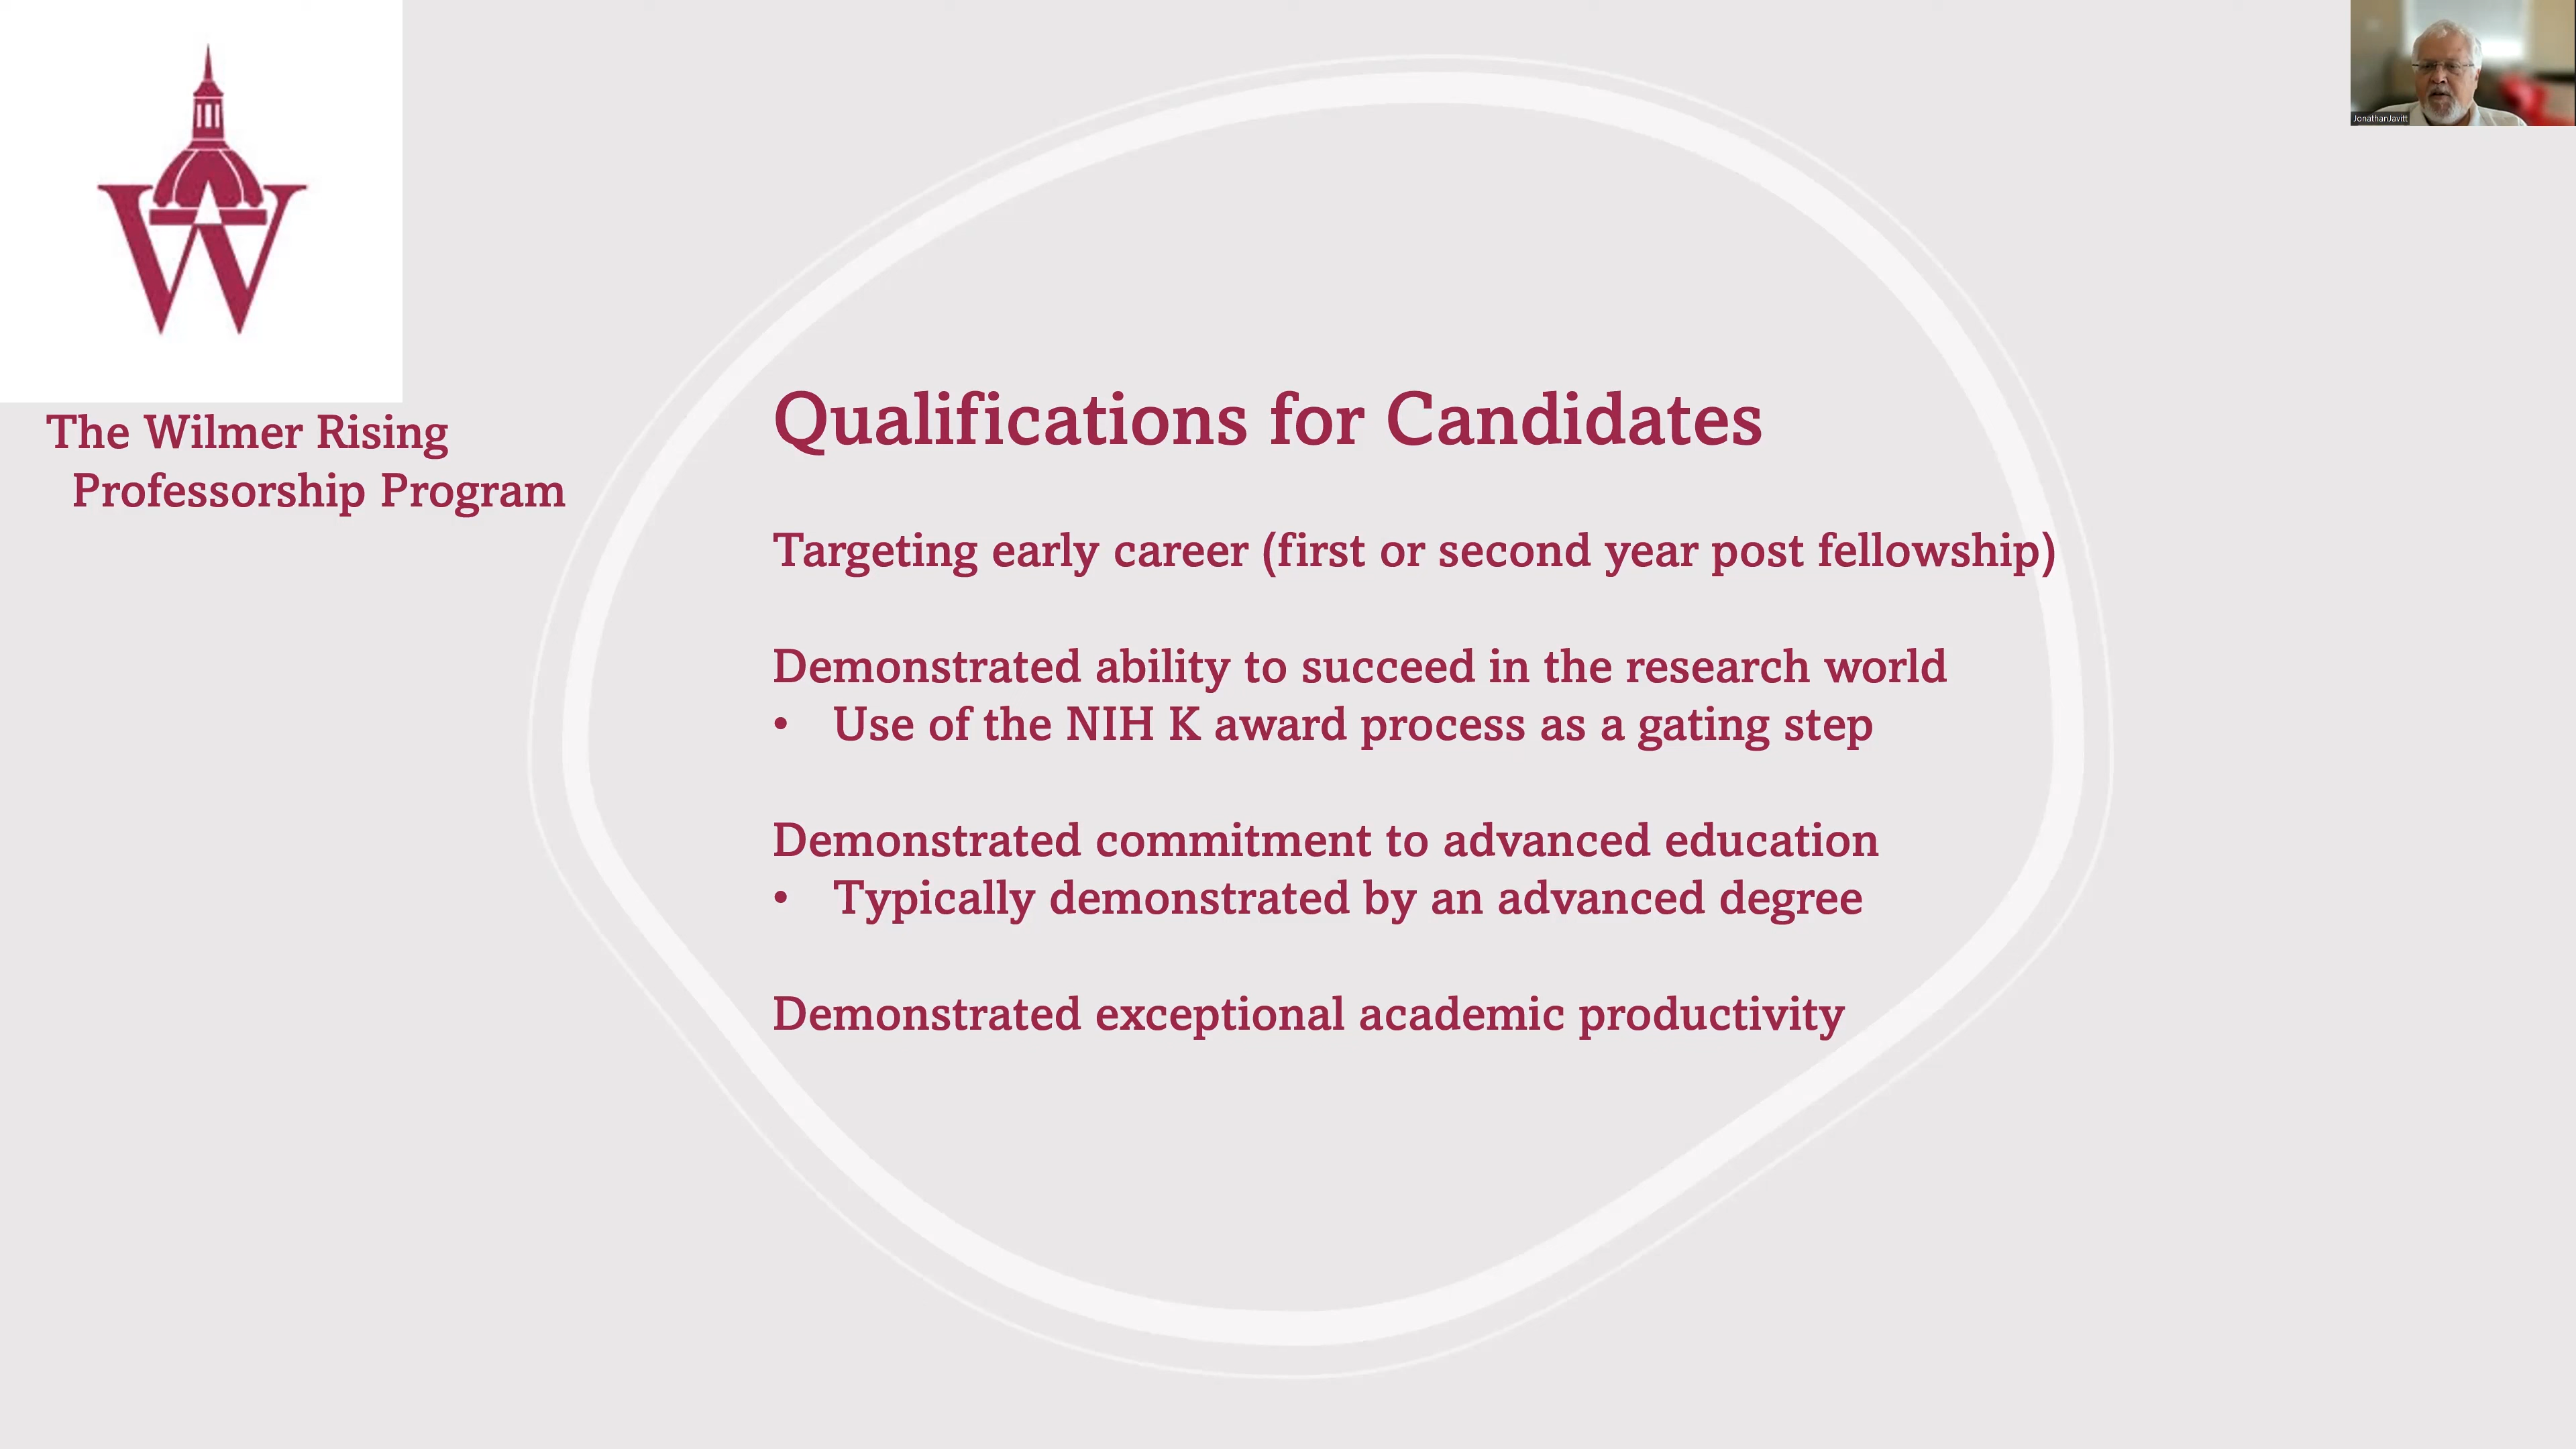 The Wilmer Rising
Professorship Program
Qualifications for Candidates
Targeting early career (first or second year post fellowship)
Demonstrated ability to succeed in the research world
• Use of the NIH K award process as a gating step
Demonstrated commitment to advanced education
• Typically demonstrated by an advanced degree
Demonstrated exceptional academic productivity
JonathanJavitt
W